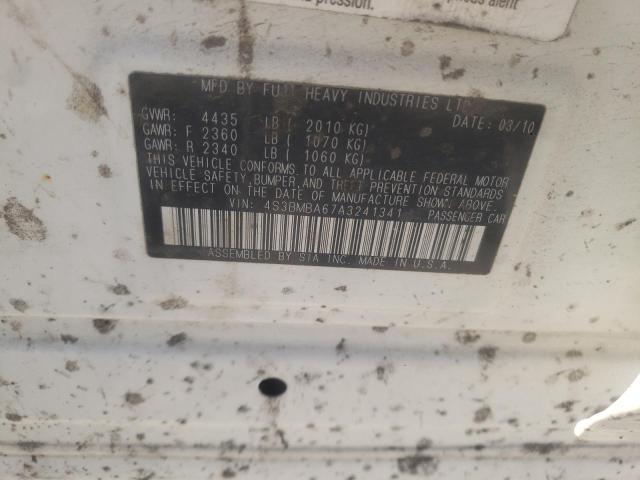 pression.
alert
MFD BY FUJI HEAVY INDUSTRIES LTD
GVWR: 4435 LB ( 2010 KG) DATE: 03/10
GAWR: F 2360 LB ( 1070 KG)
GAWR: R 2340 LB ( 1060 KG)
THIS VEHICLE CONFORMS TO ALL APPLICABLE FEDERAL MOTOR
VEHICLE SAFETY, BUMPER, AND THEFT PREVENTION STANDARDS
IN EFFECT ON THE DATE OF MANUFACTURE SHOWN ABOVE
VIN: 4S3BMBA67A3241341 PASSENGER CAR
ASSEMBLED BY SIA INC. MADE IN U.S.A.